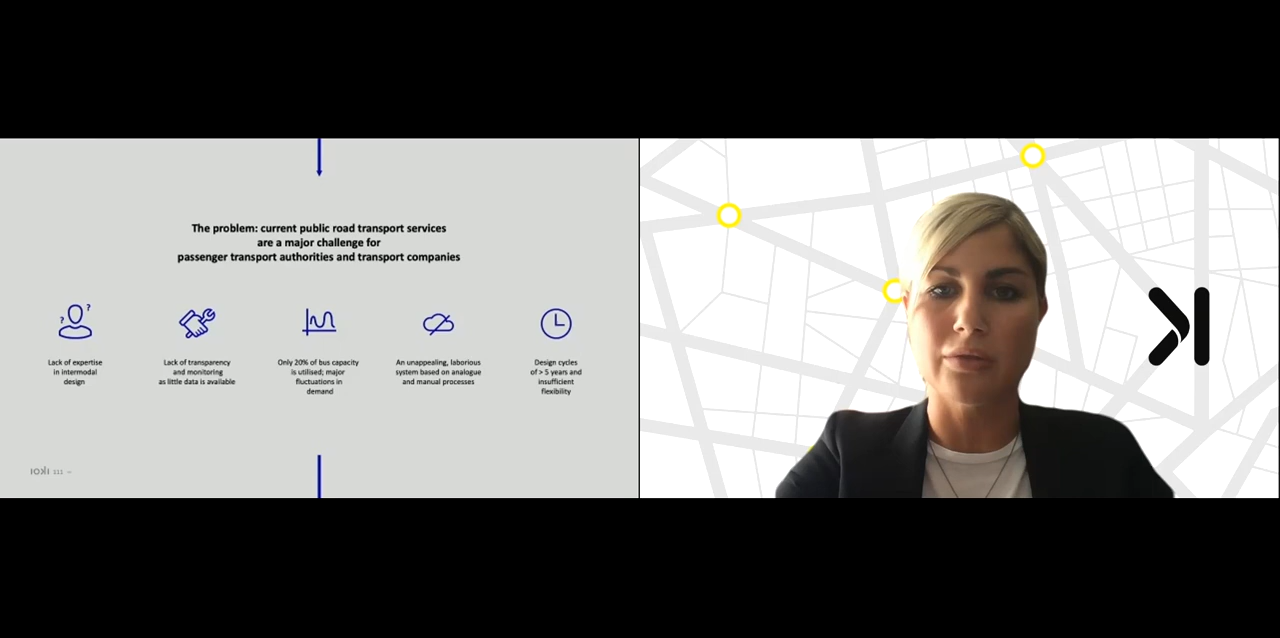 The problem: current public road transport services
are a major challenge for
passenger transport authorities and transport companies
? ?
Lack of expertise
in intermodal
design
Lack of transparency
and monitoring
as little data is available
Only 20% of bus capacity
is utilised; major
fluctuations in
demand
An unappealing, laborious
system based on analogue
and manual processes
Design cycles
of > 5 years and
insufficient
flexibility